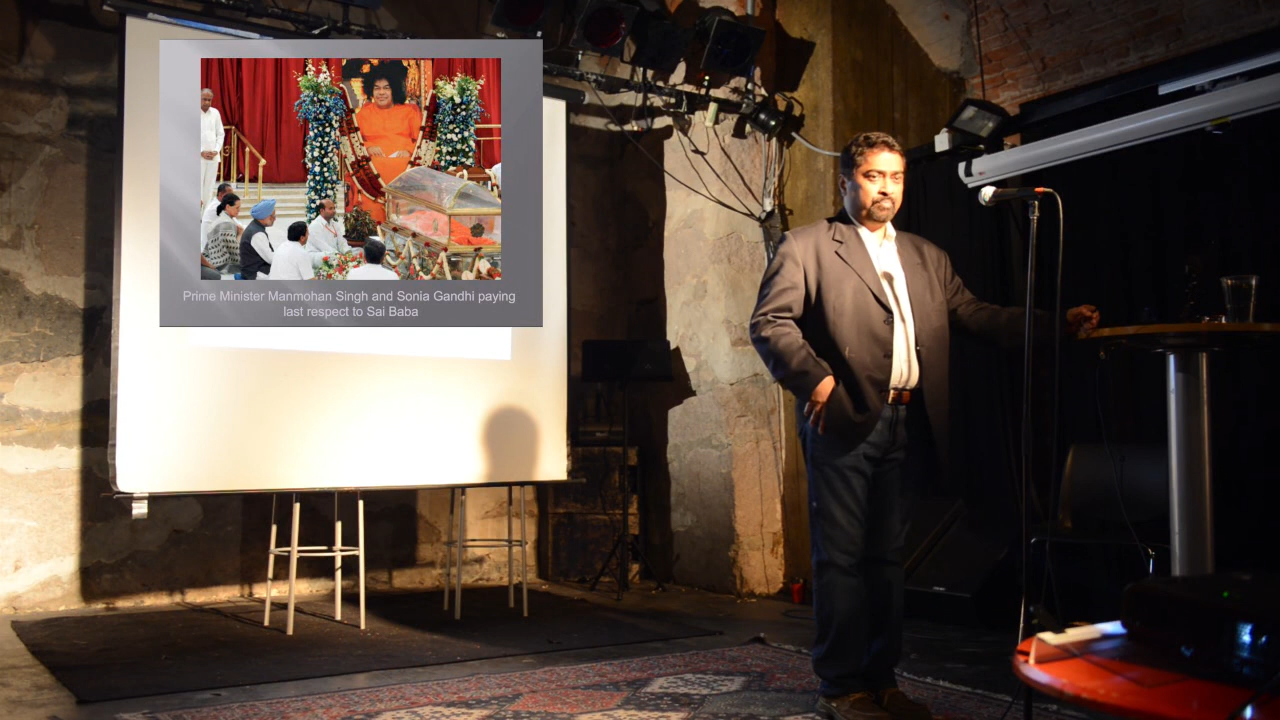 Prime Minister Manmohan Singh and Sonia Gandhi paying
last respect to Sai Baba